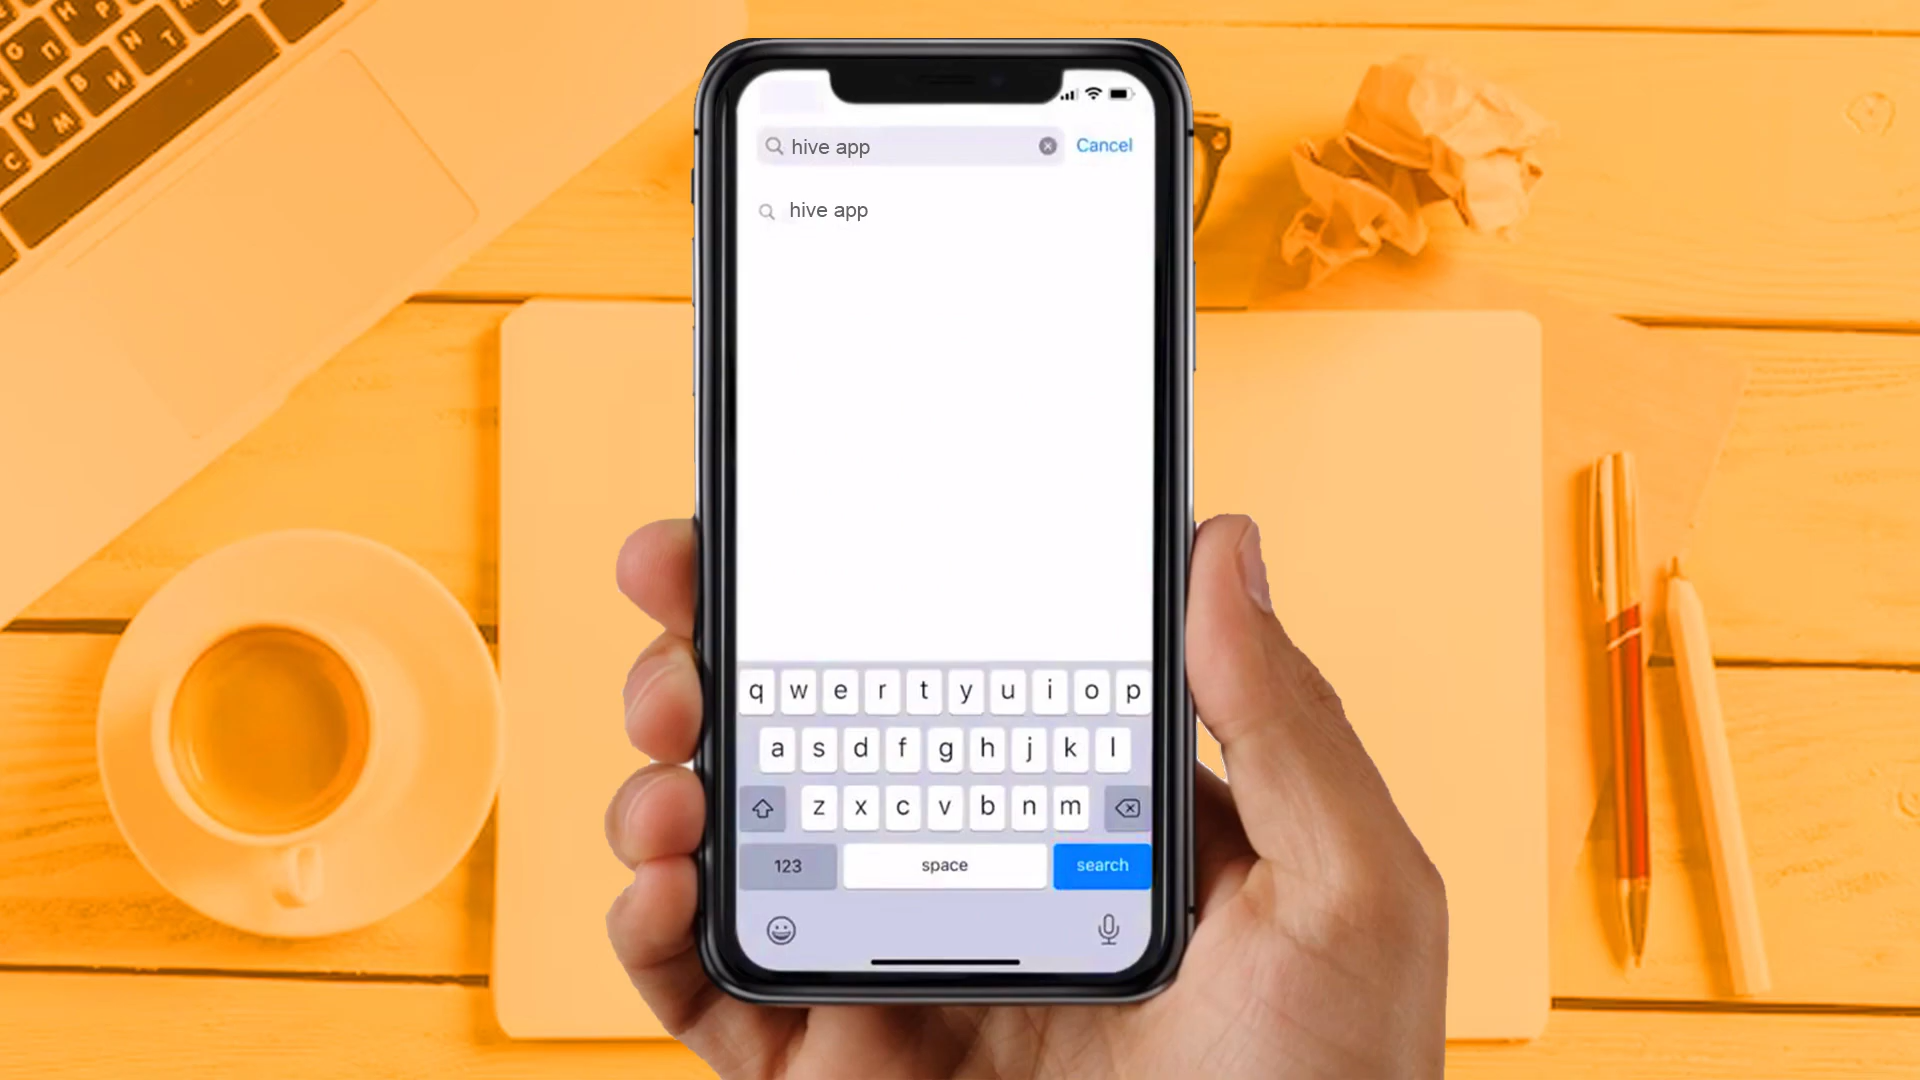 hive app
Cancel
hive app
q w e r t y u i o p
a s d f g h j k l
z x c v b n m
123 space search